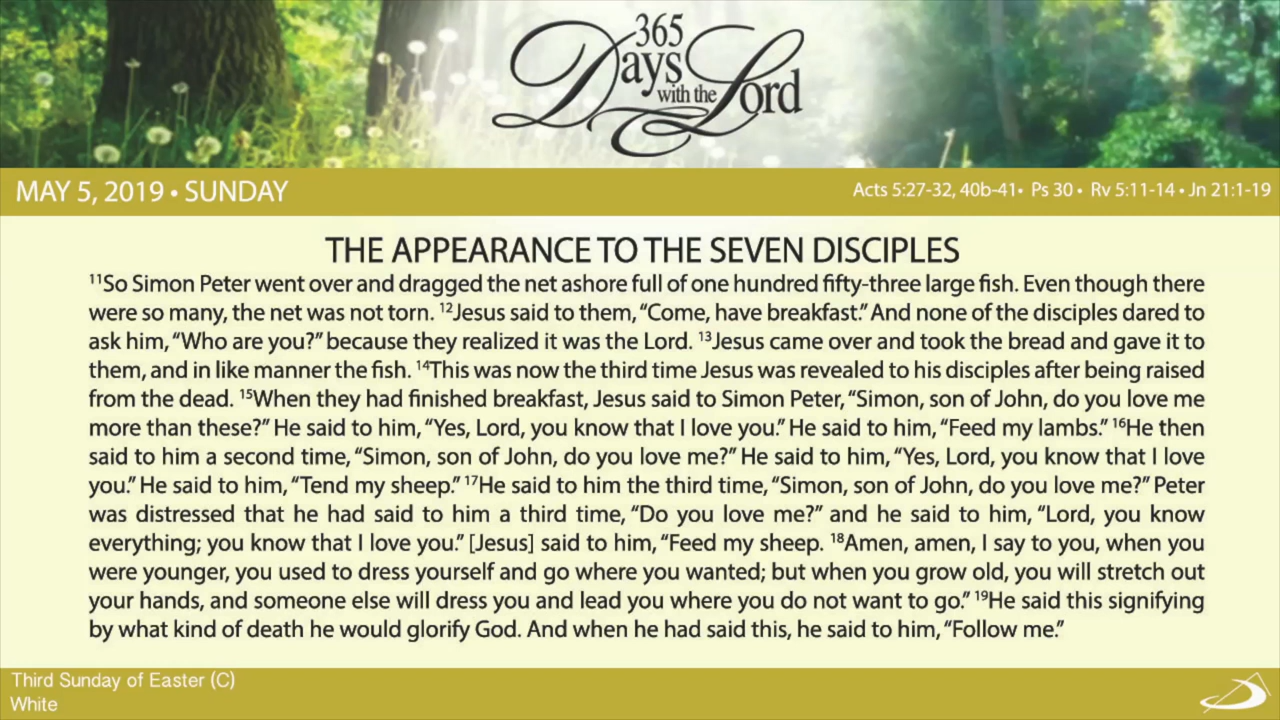 365
Days
with the
Lord
MAY 5, 2019 • SUNDAY
Acts 5:27-32, 40b-41• Ps 30 • Rv 5:11-14 • Jn 21:1-19
THE APPEARANCE TO THE SEVEN DISCIPLES
¹¹So Simon Peter went over and dragged the net ashore full of one hundred fifty-three large fish. Even though there
were so many, the net was not torn. ¹²Jesus said to them, “Come, have breakfast.” And none of the disciples dared to
ask him, “Who are you?” because they realized it was the Lord. ¹³Jesus came over and took the bread and gave it to
them, and in like manner the fish. ¹⁴This was now the third time Jesus was revealed to his disciples after being raised
from the dead. ¹⁵When they had finished breakfast, Jesus said to Simon Peter, “Simon, son of John, do you love me
more than these?” He said to him, “Yes, Lord, you know that I love you.” He said to him, “Feed my lambs.” ¹⁶He then
said to him a second time, “Simon, son of John, do you love me?” He said to him, “Yes, Lord, you know that I love
you.” He said to him, “Tend my sheep.” ¹⁷He said to him the third time, “Simon, son of John, do you love me?” Peter
was distressed that he had said to him a third time, “Do you love me?” and he said to him, “Lord, you know
everything; you know that I love you.” [Jesus] said to him, “Feed my sheep. ¹⁸Amen, amen, I say to you, when you
were younger, you used to dress yourself and go where you wanted; but when you grow old, you will stretch out
your hands, and someone else will dress you and lead you where you do not want to go.” ¹⁹He said this signifying
by what kind of death he would glorify God. And when he had said this, he said to him, “Follow me.”
Third Sunday of Easter (C)
White